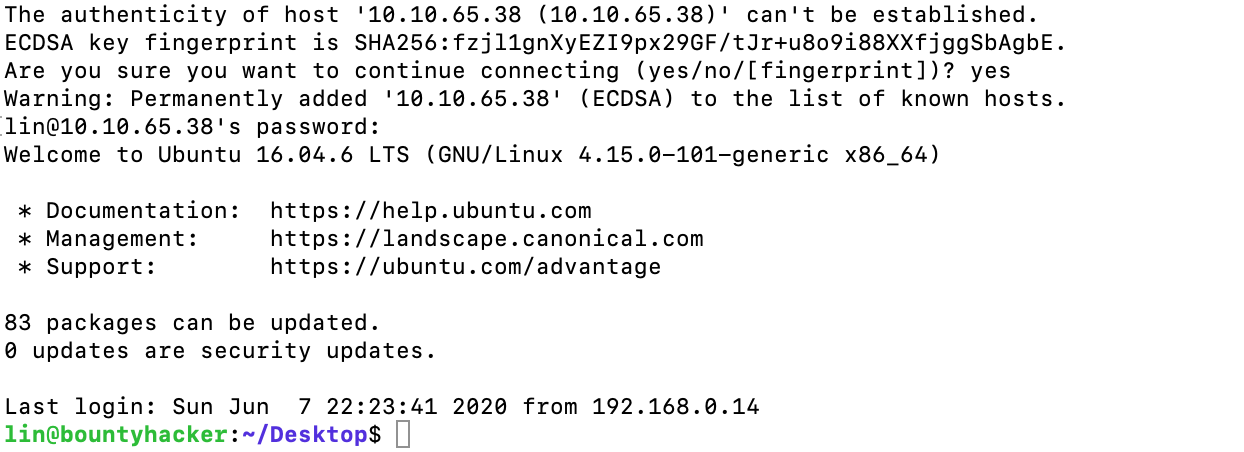 The authenticity of host '10.10.65.38 (10.10.65.38)' can't be established.
ECDSA key fingerprint is SHA256:fzjl1gnXyEZI9px29GF/tJr+u8o9i88XXfjggSbAgbE.
Are you sure you want to continue connecting (yes/no/[fingerprint])? yes
Warning: Permanently added '10.10.65.38' (ECDSA) to the list of known hosts.
lin@10.10.65.38's password:
Welcome to Ubuntu 16.04.6 LTS (GNU/Linux 4.15.0-101-generic x86_64)

 * Documentation:  https://help.ubuntu.com
 * Management:     https://landscape.canonical.com
 * Support:        https://ubuntu.com/advantage

83 packages can be updated.
0 updates are security updates.

Last login: Sun Jun  7 22:23:41 2020 from 192.168.0.14
lin@bountyhacker:~/Desktop$